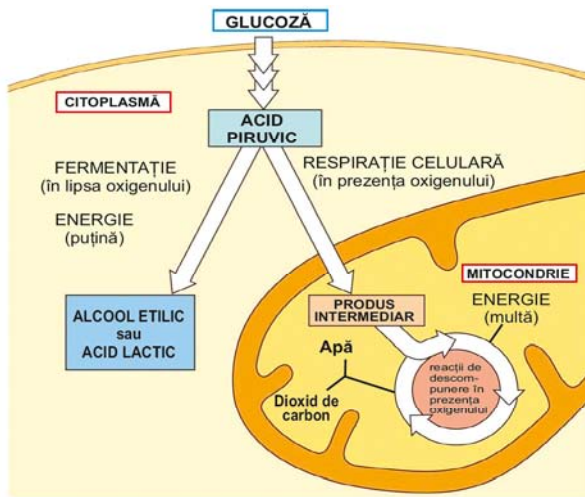 GLUCOZĂ
CITOPLASMĂ
ACID
PIRUVIC
FERMENTAȚIE
(în lipsa oxigenului)
ENERGIE
(puțină)
RESPIRAȚIE CELULARĂ
(în prezența oxigenului)
ALCOOL ETILIC
sau
ACID LACTIC
MITOCONDRIE
PRODUS
INTERMEDIAR
ENERGIE
(multă)
Apă
Dioxid de
carbon
reacții de
descom-
punere în
prezența
oxigenului